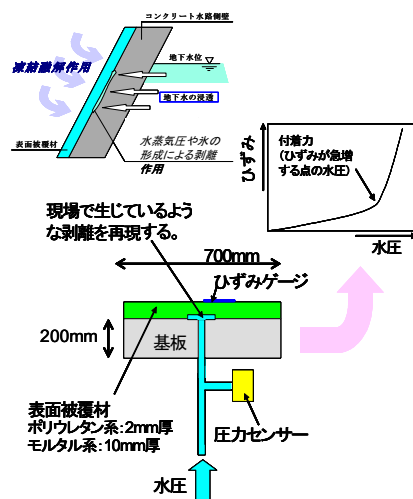 コンクリート水路側壁
凍結融解作用
地下水位
地下水の浸透
表面被覆材
水蒸気圧や氷の
形成による剥離
作用
ひずみ
付着力
(ひずみが急増
する点の水圧)
水圧
現場で生じているよう
な剥離を再現する。
700mm
ひずみゲージ
200mm
基板
表面被覆材
ポリウレタン系:2mm厚
モルタル系:10mm厚
圧力センサー
水圧